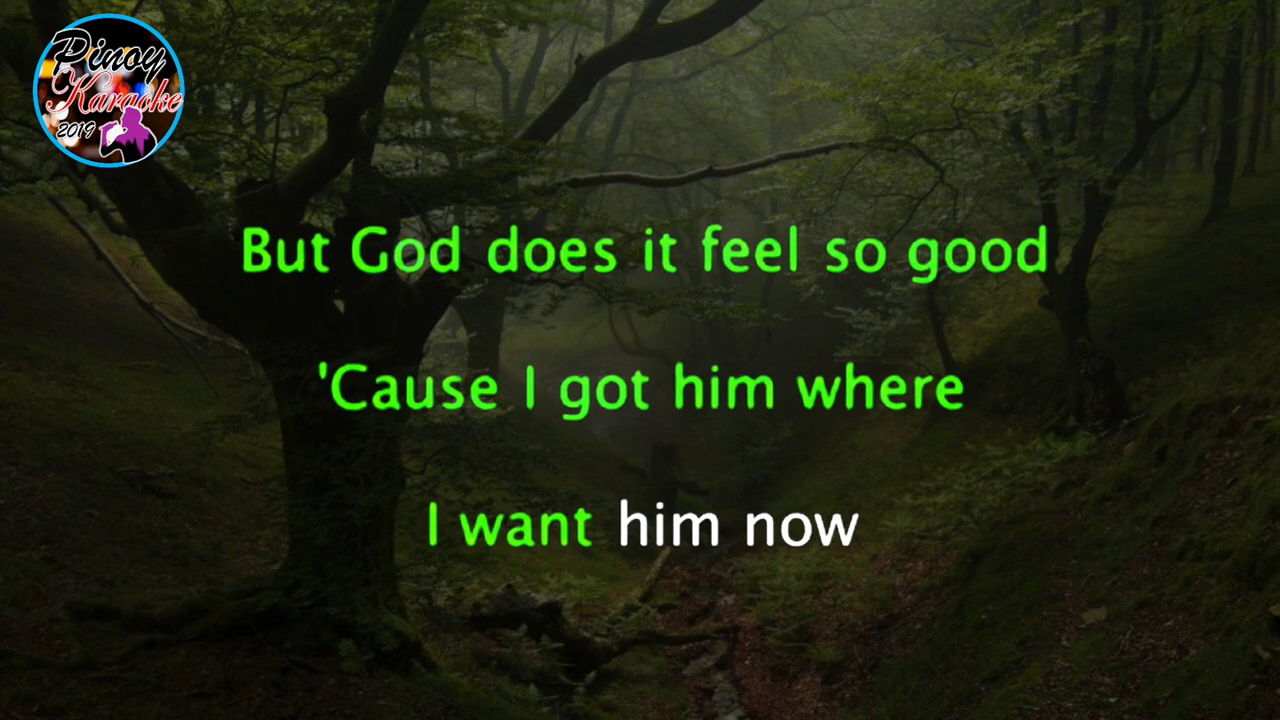 Pinoy
Karaoke
2019
But God does it feel so good
'Cause I got him where
I want him now